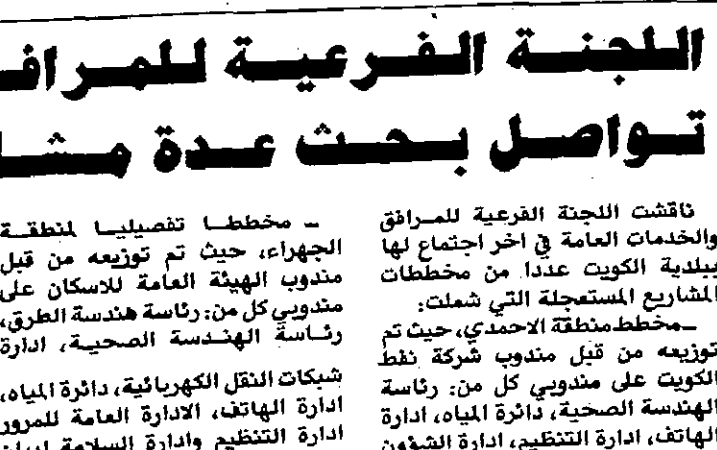 اللجنة الفرعية للمراف
تواصل بحث عدة مشا
ناقشت اللجنة الفرعية للمرافق
والخدمات العامة في اخر اجتماع لها
ببلدية الكويت عددا من مخططات
المشاريع المستعجلة التي شملت:
ـ مخطط منطقة الاحمدي، حيث تم
توزيعه من قبل مندوب شركة نفط
الكويت على مندوبي كل من: رئاسة
الهندسة الصحية، دائرة المياه، ادارة
الهاتف، ادارة التنظيم، ادارة الشؤون
ـ مخططا تفصيليا لمنطقة
الجهراء، حيث تم توزيعه من قبل
مندوب الهيئة العامة للاسكان على
مندوبي كل من: رئاسة هندسة الطرق،
رئاسة الهندسة الصحية، ادارة
شبكات النقل الكهربائية، دائرة المياه،
ادارة الهاتف، الادارة العامة للمرور
ادارة التنظيم وادارة السلامة